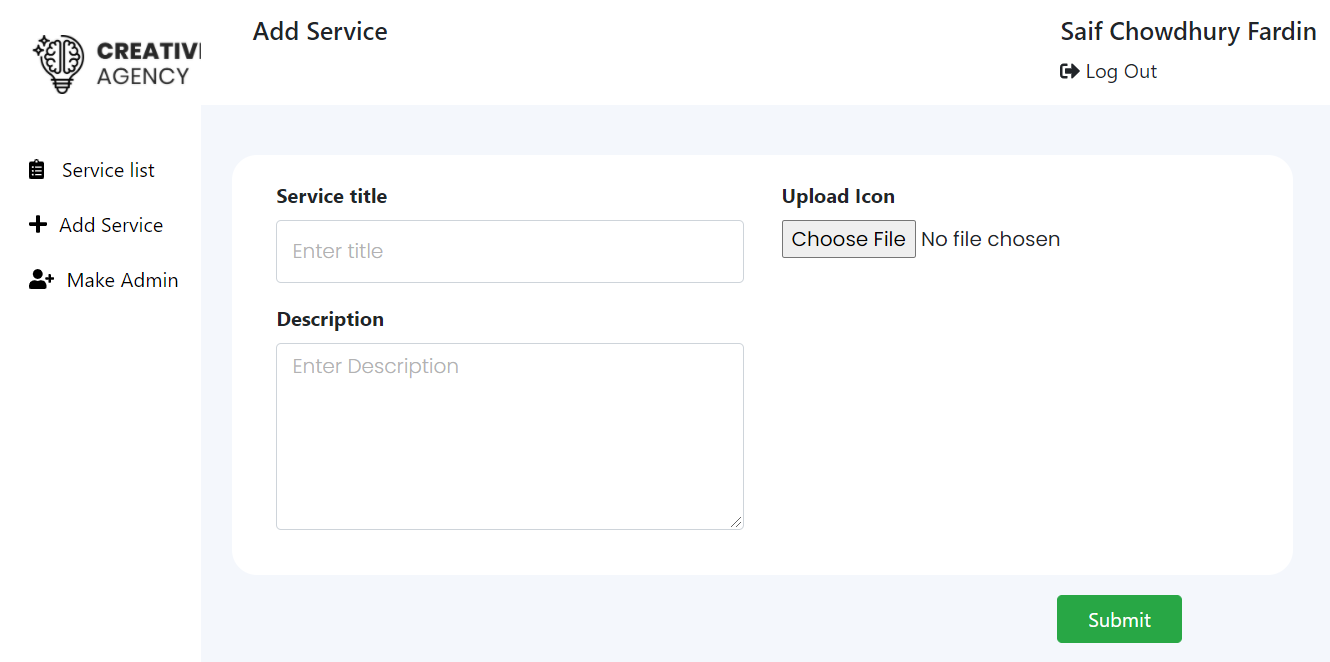 CREATIV
AGENCY
Add Service
Saif Chowdhury Fardin
Log Out
Service list
Add Service
Make Admin
Service title
Enter title
Upload Icon
Choose File No file chosen
Description
Enter Description
Submit